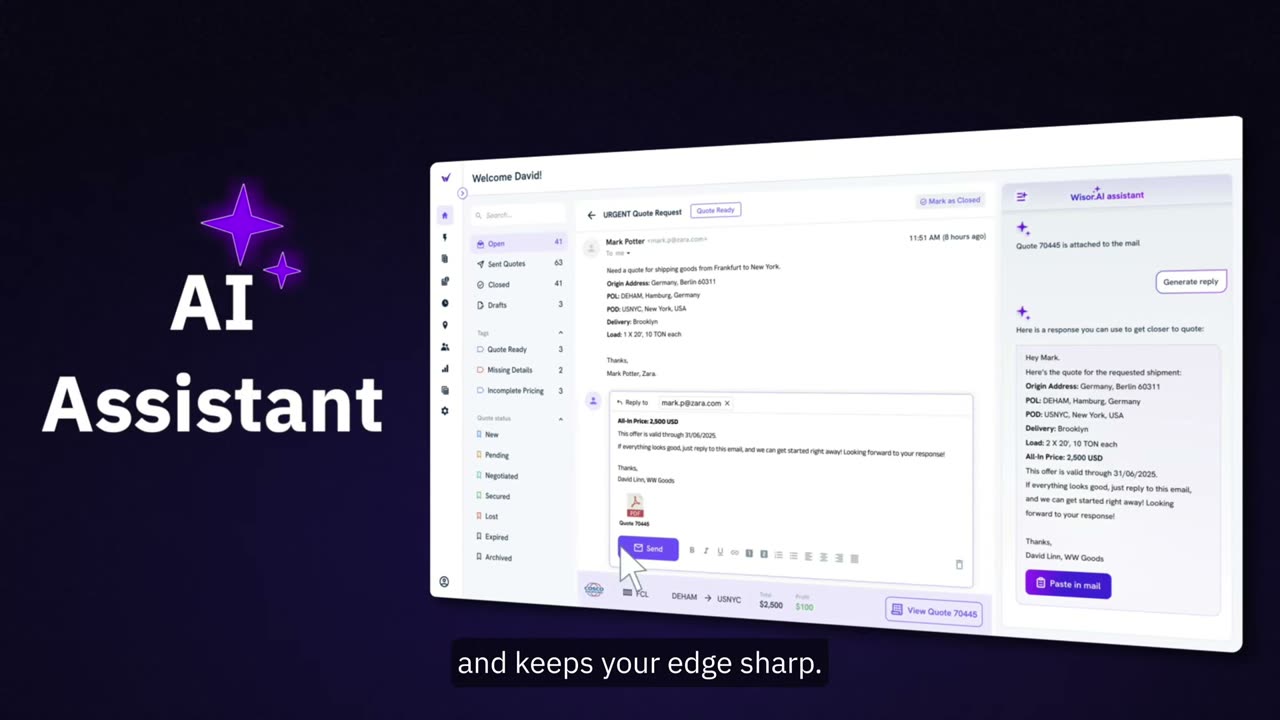 AI
Assistant
Welcome David!
Search...
Open 41
Sent Quotes 63
Closed 41
Drafts 3
Tags
Quote Ready 3
Missing Details 2
Incomplete Pricing 3
Quote status
New
Pending
Negotiated
Secured
Lost
Expired
Archived
URGENT Quote Request Quote Ready
Mark as Closed
Mark Potter <mark.p@zara.com>
To me
11:51 AM (8 hours ago)
Need a quote for shipping goods from Frankfurt to New York.
Origin Address: Germany, Berlin 60311
POL: DEHAM, Hamburg, Germany
POD: USNYC, New York, USA
Delivery: Brooklyn
Load: 1 X 20', 10 TON each
Thanks,
Mark Potter, Zara.
Reply to mark.p@zara.com
All-In Price: 2,500 USD
This offer is valid through 31/06/2025.
If everything looks good, just reply to this email, and we can get started right away! Looking forward to your response!
Thanks,
David Linn, WW Goods
PDF
Quote 70445
Send
B I U
COSCO
FCL
DEHAM → USNYC
Total
$2,500
Profit
$100
View Quote 70445
Wisor.AI assistant
Quote 70445 is attached to the mail
Generate reply
Here is a response you can use to get closer to quote:
Hey Mark.
Here's the quote for the requested shipment:
Origin Address: Germany, Berlin 60311
POL: DEHAM, Hamburg, Germany
POD: USNYC, New York, USA
Delivery: Brooklyn
Load: 2 X 20', 10 TON each
All-In Price: 2,500 USD
This offer is valid through 31/06/2025.
If everything looks good, just reply to this email,
and we can get started right away! Looking
forward to your response!
Thanks,
David Linn, WW Goods
Paste in mail
and keeps your edge sharp.